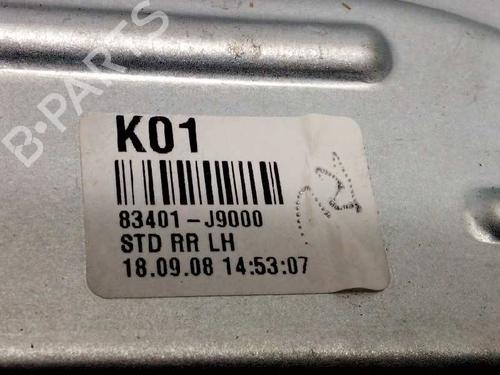 B-PARTS
K01
83401-J9000
STD RR LH
18.09.08 14:53:07